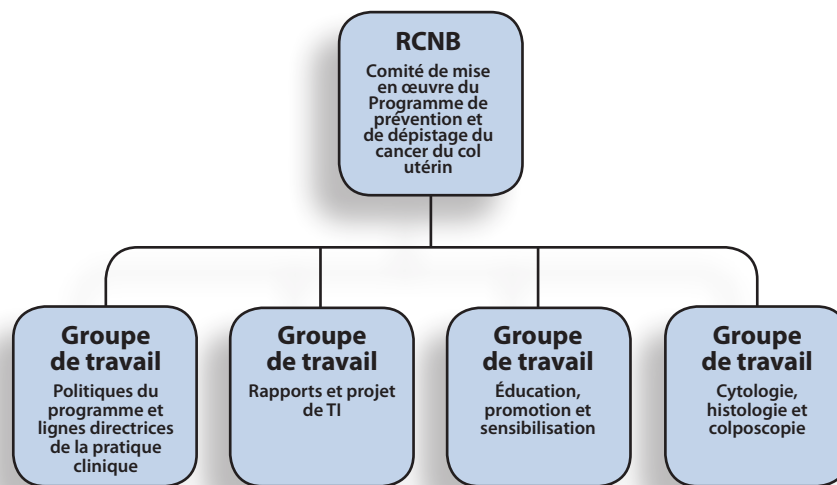 RCNB
Comité de mise
en œuvre du
Programme de
prévention et
de dépistage du
cancer du col
utérin
Groupe
de travail
Politiques du
programme et
lignes directrices
de la pratique
clinique
Groupe
de travail
Rapports et projet
de TI
Groupe
de travail
Éducation,
promotion et
sensibilisation
Groupe
de travail
Cytologie,
histologie et
colposcopie